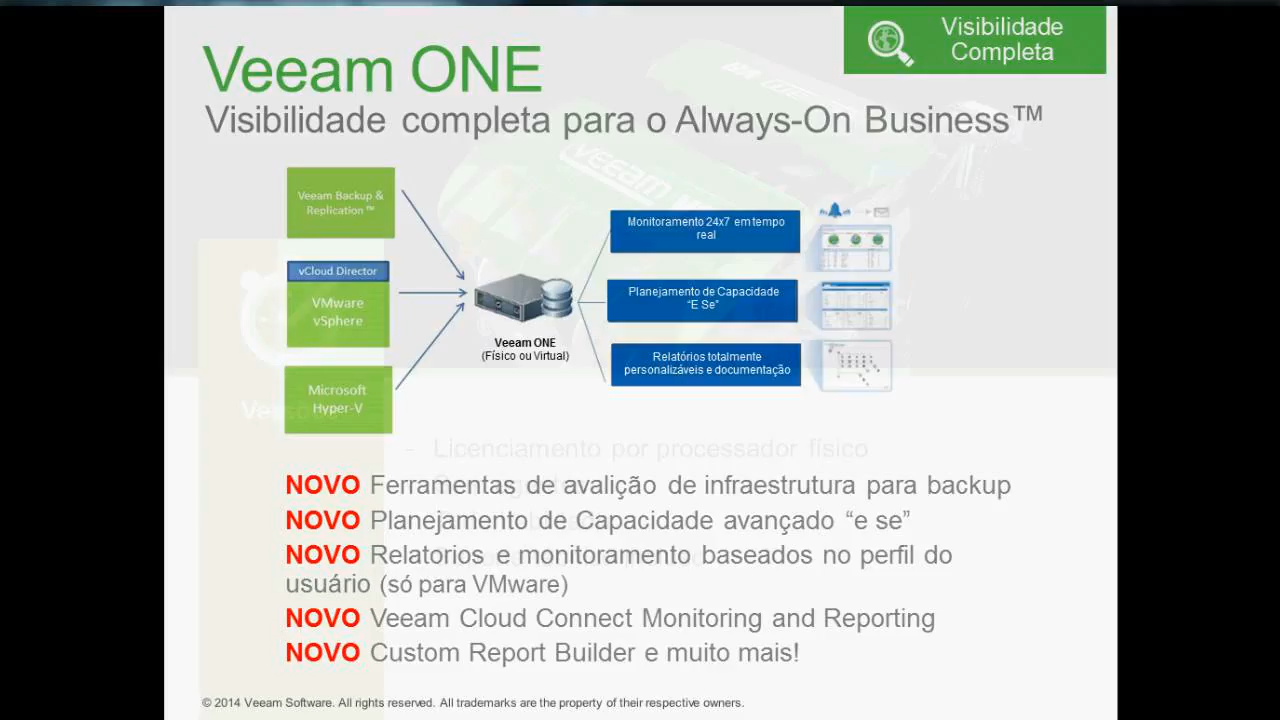 Visibilidade
Completa
Veeam ONE
Visibilidade completa para o Always-On Business™
Veeam Backup &
Replication™
vCloud Director
VMware
vSphere
Microsoft
Hyper-V
Veeam ONE
(Físico ou Virtual)
Monitoramento 24x7 em tempo
real
Planejamento de Capacidade
“E Se”
Relatórios totalmente
personalizáveis e documentação
veeam
- Licenciamento por processador físico
NOVO Ferramentas de avalição de infraestrutura para backup
NOVO Planejamento de Capacidade avançado “e se”
NOVO Relatorios e monitoramento baseados no perfil do
usuário (só para VMware)
NOVO Veeam Cloud Connect Monitoring and Reporting
NOVO Custom Report Builder e muito mais!
© 2014 Veeam Software. All rights reserved. All trademarks are the property of their respective owners.